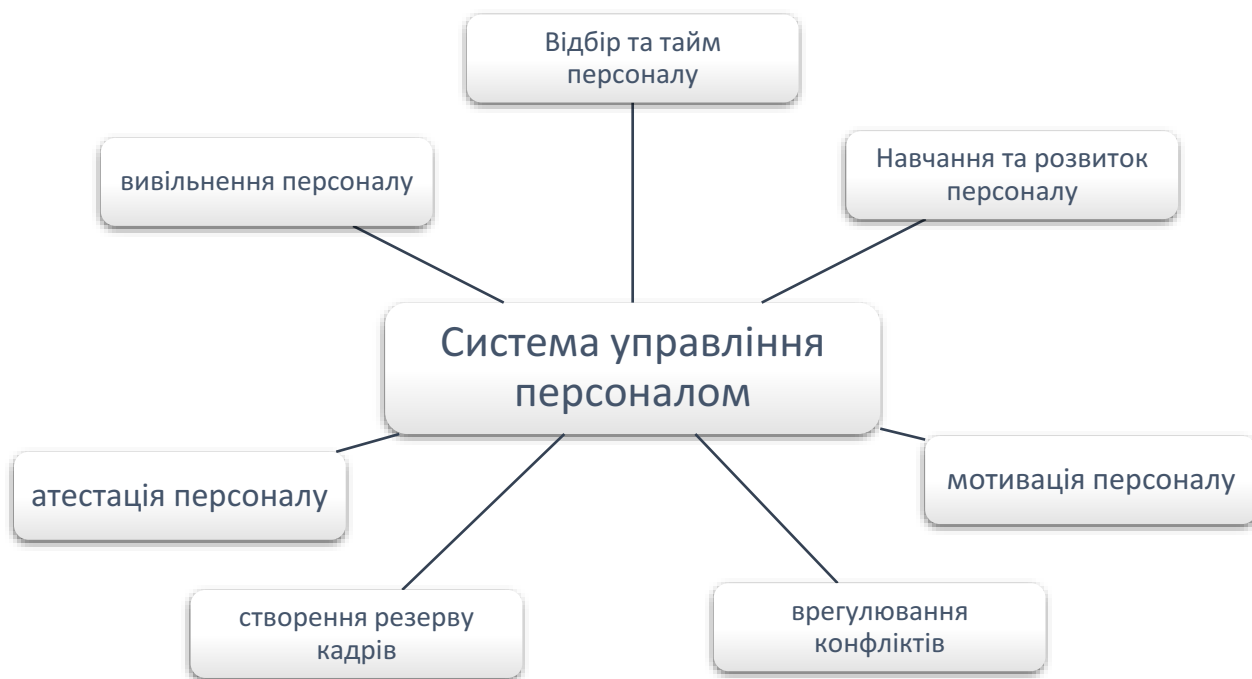 Відбір та тайм
персоналу
вивільнення персоналу
Навчання та розвиток
персоналу
Система управління
персоналом
атестація персоналу
мотивація персоналу
створення резерву
кадрів
врегулювання
конфліктів